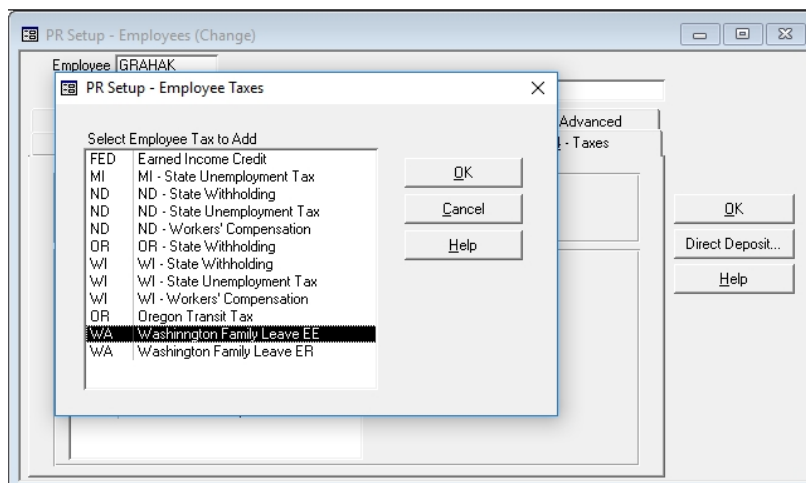 PR Setup - Employees (Change)
Employee GRAHAK
PR Setup - Employee Taxes
Advanced
- Taxes
Select Employee Tax to Add
FED Earned Income Credit
MI MI - State Unemployment Tax
ND ND - State Withholding
ND ND - State Unemployment Tax
ND ND - Workers' Compensation
OR OR - State Withholding
WI WI - State Withholding
WI WI - State Unemployment Tax
WI WI - Workers' Compensation
OR Oregon Transit Tax
WA Washinngton Family Leave EE
WA Washington Family Leave ER
OK
Cancel
Help
OK
Direct Deposit...
Help